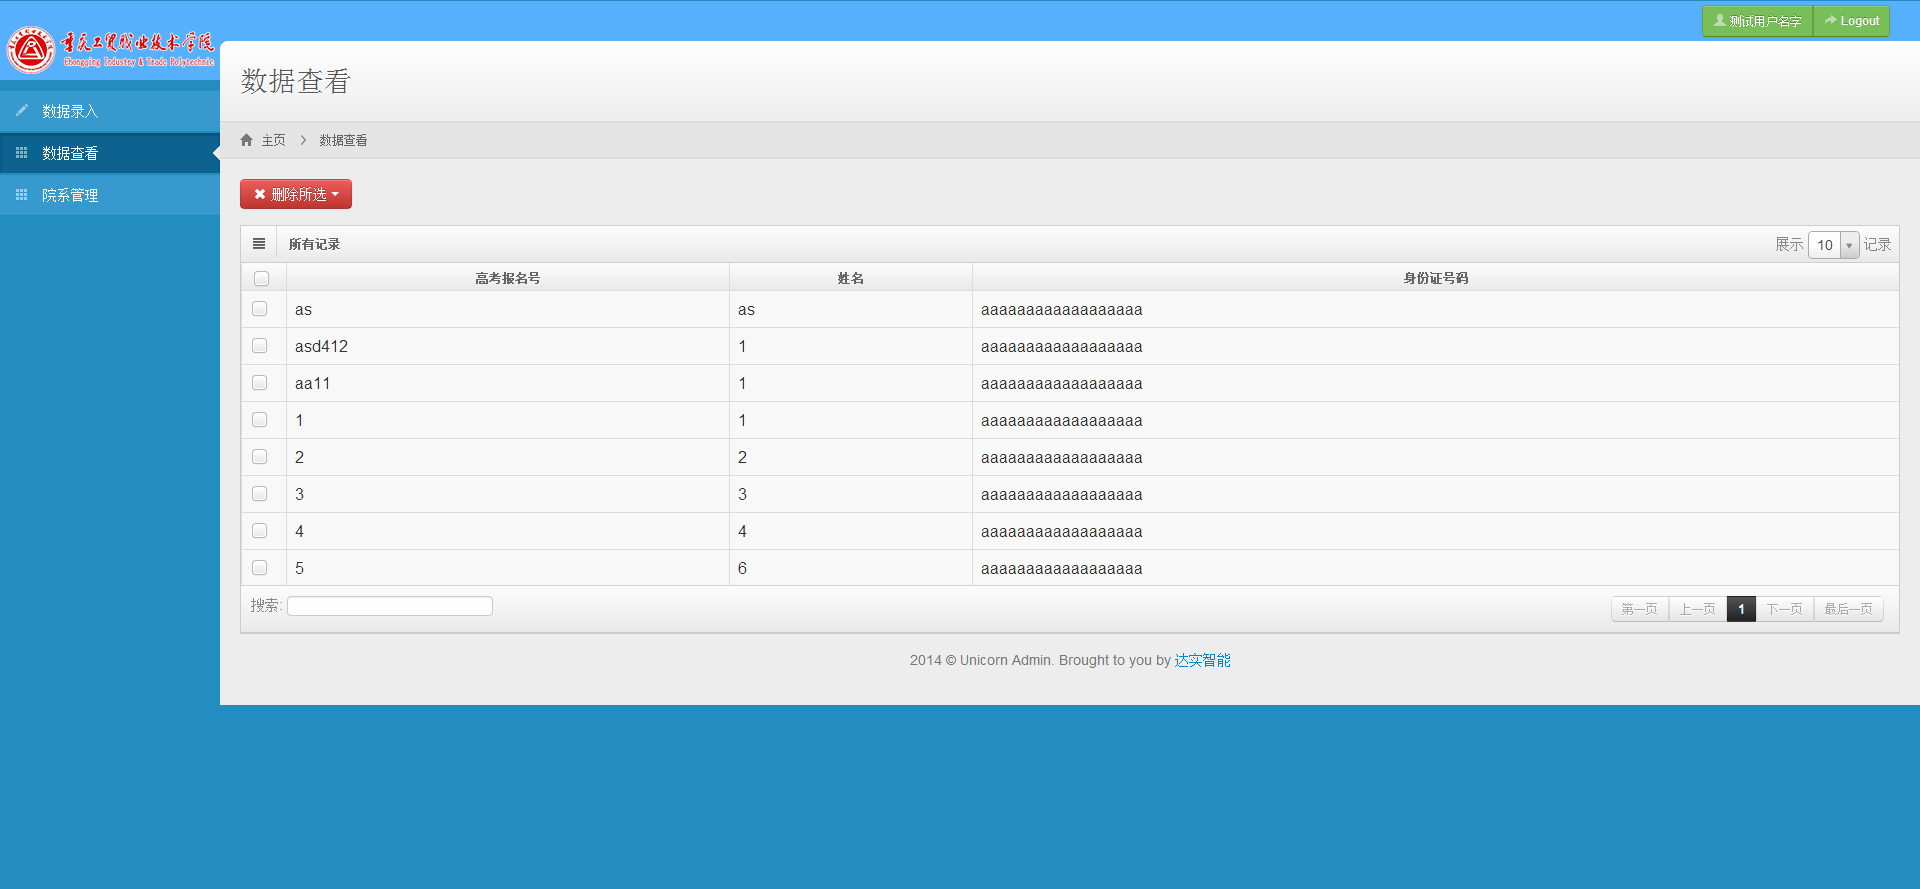 测试用户名字 Logout
重庆工贸职业技术学院
Chongqing Industry & Trade Polytechnic
数据录入
数据查看
院系管理
数据查看
主页 数据查看
删除所选
所有记录 展示 10 记录
高考报名号 姓名 身份证号码
as as aaaaaaaaaaaaaaaaaa
asd412 1 aaaaaaaaaaaaaaaaaa
aa11 1 aaaaaaaaaaaaaaaaaa
1 1 aaaaaaaaaaaaaaaaaa
2 2 aaaaaaaaaaaaaaaaaa
3 3 aaaaaaaaaaaaaaaaaa
4 4 aaaaaaaaaaaaaaaaaa
5 6 aaaaaaaaaaaaaaaaaa
搜索: 第一页 上一页 1 下一页 最后一页
2014 © Unicorn Admin. Brought to you by 达实智能